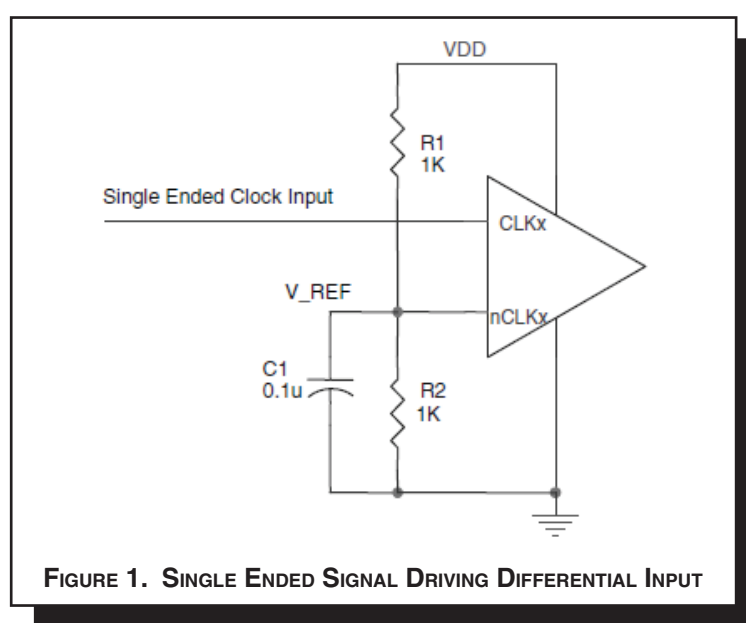 VDD
R1
1K
Single Ended Clock Input
CLKx
V_REF
nCLKx
C1
0.1u
R2
1K
FIGURE 1. SINGLE ENDED SIGNAL DRIVING DIFFERENTIAL INPUT